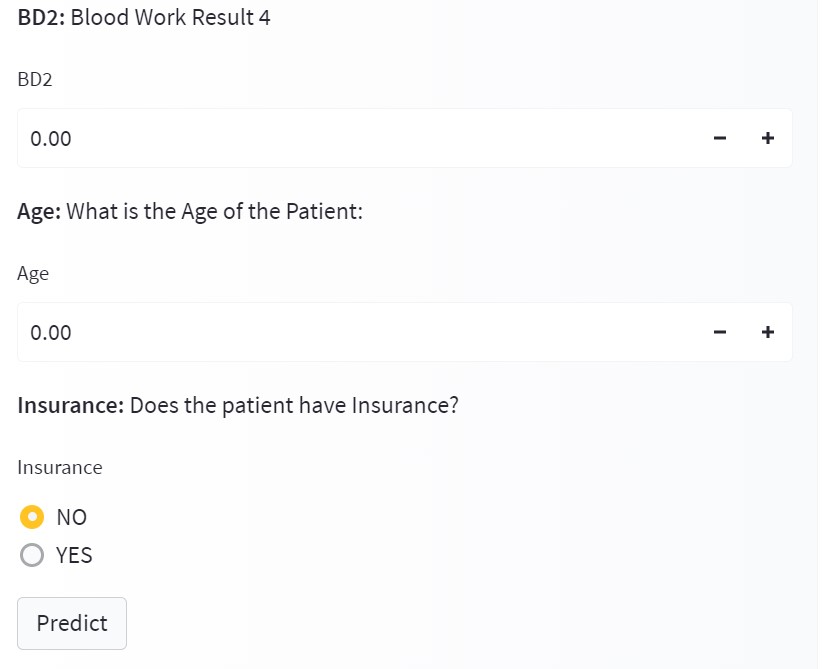 BD2: Blood Work Result 4
BD2
0.00
Age: What is the Age of the Patient:
Age
0.00
Insurance: Does the patient have Insurance?
Insurance
NO
YES
Predict